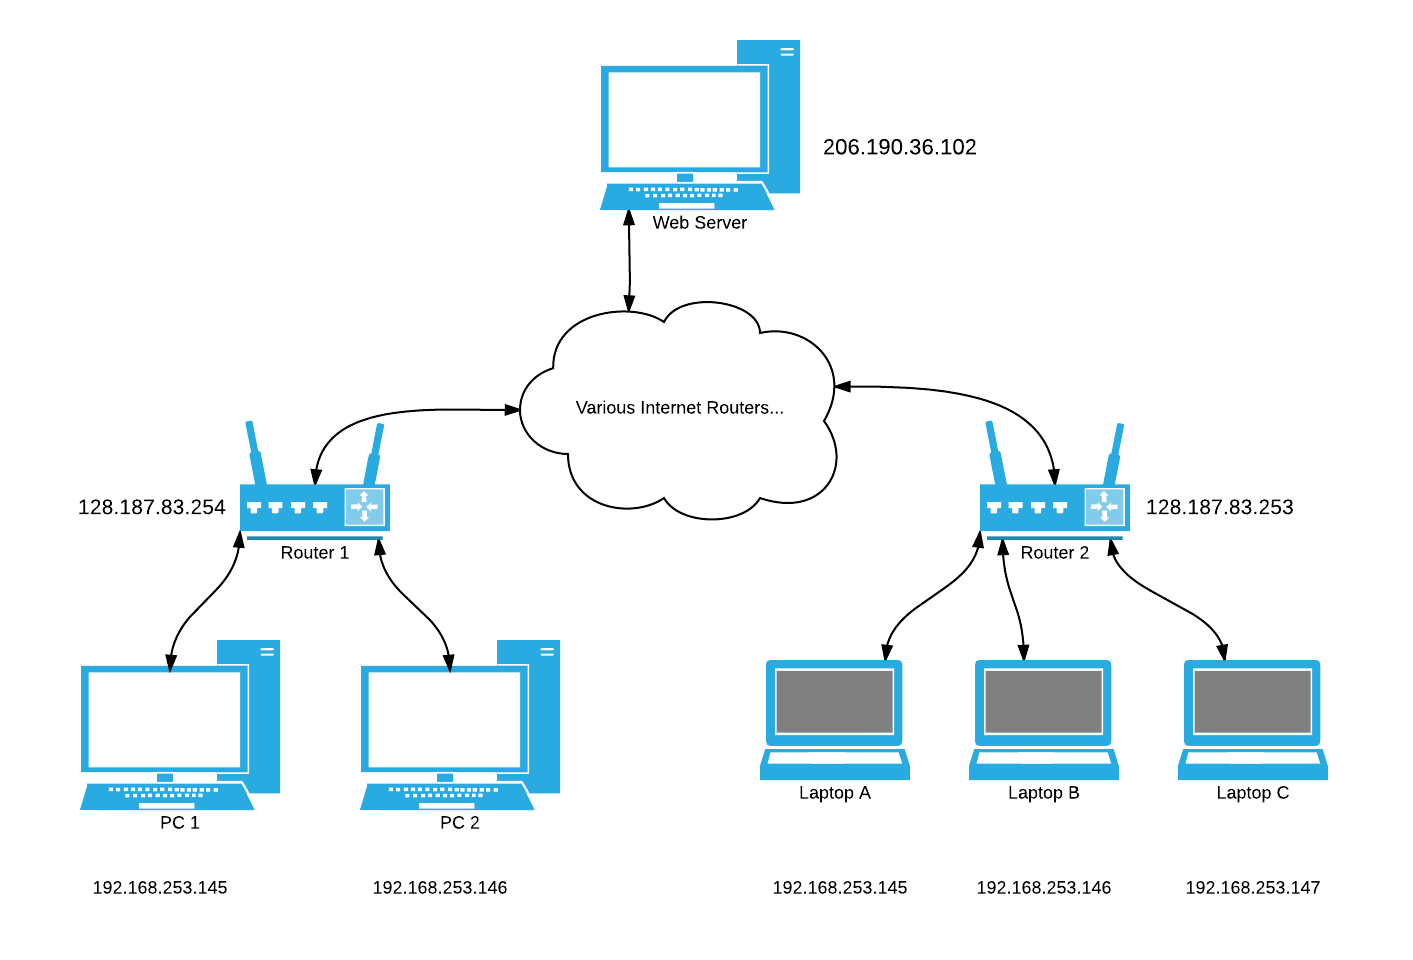 206.190.36.102
Web Server
Various Internet Routers...
128.187.83.254
Router 1
128.187.83.253
Router 2
PC 1
PC 2
Laptop A
Laptop B
Laptop C
192.168.253.145
192.168.253.146
192.168.253.145
192.168.253.146
192.168.253.147